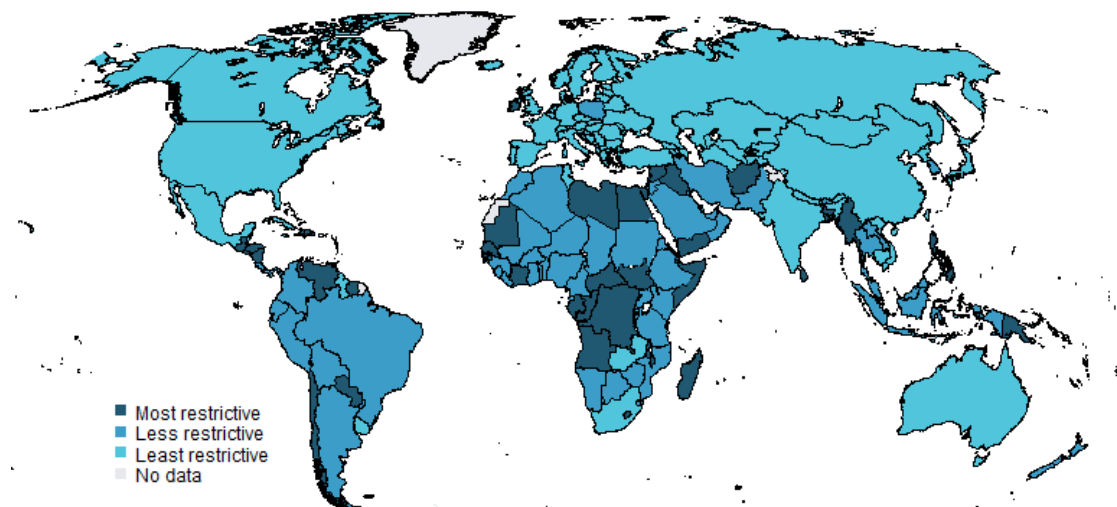 Most restrictive
Less restrictive
Least restrictive
No data